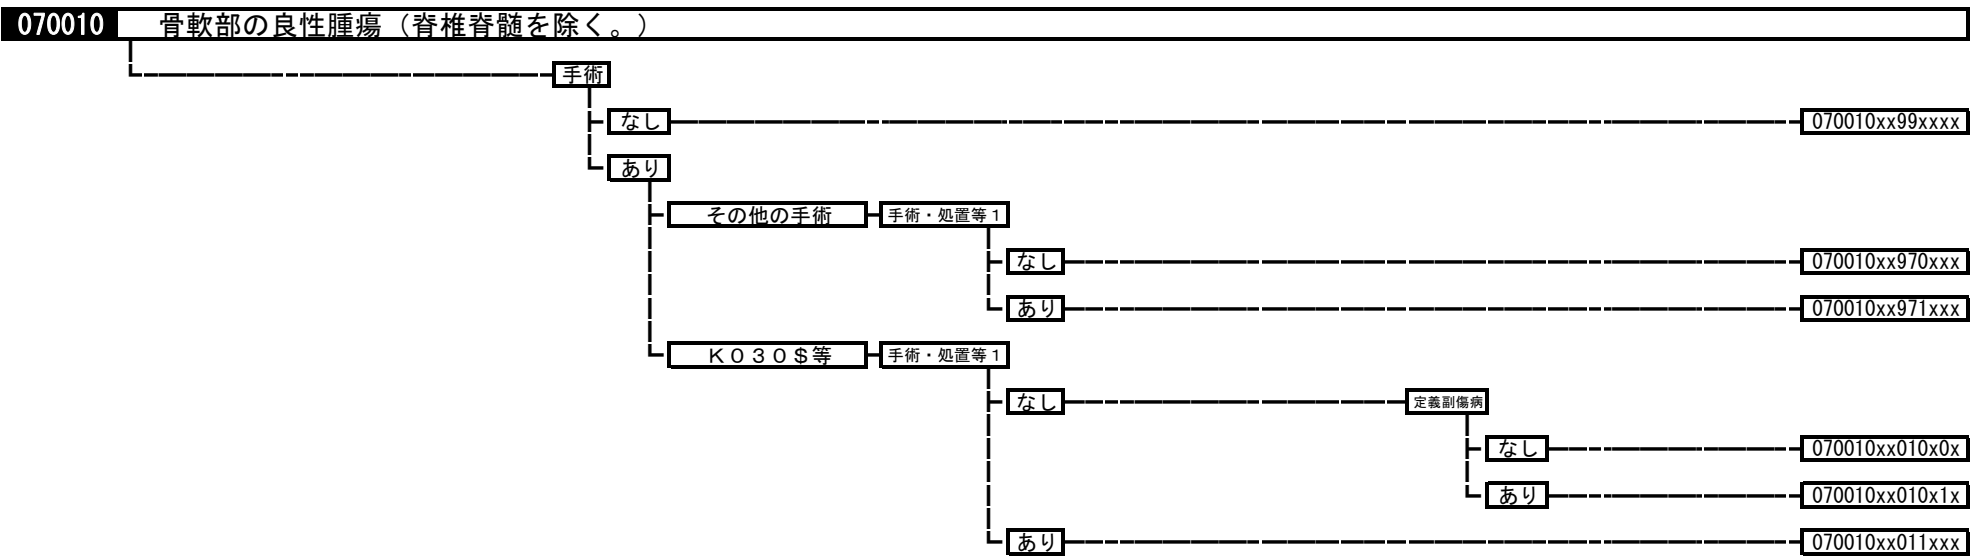 070010 骨軟部の良性腫瘍（脊椎脊髄を除く。）
手術
なし 070010xx99xxxx
あり
その他の手術 手術・処置等１
なし 070010xx970xxx
あり 070010xx971xxx
Ｋ０３０＄等 手術・処置等１
なし 定義副傷病
なし 070010xx010x0x
あり 070010xx010x1x
あり 070010xx011xxx